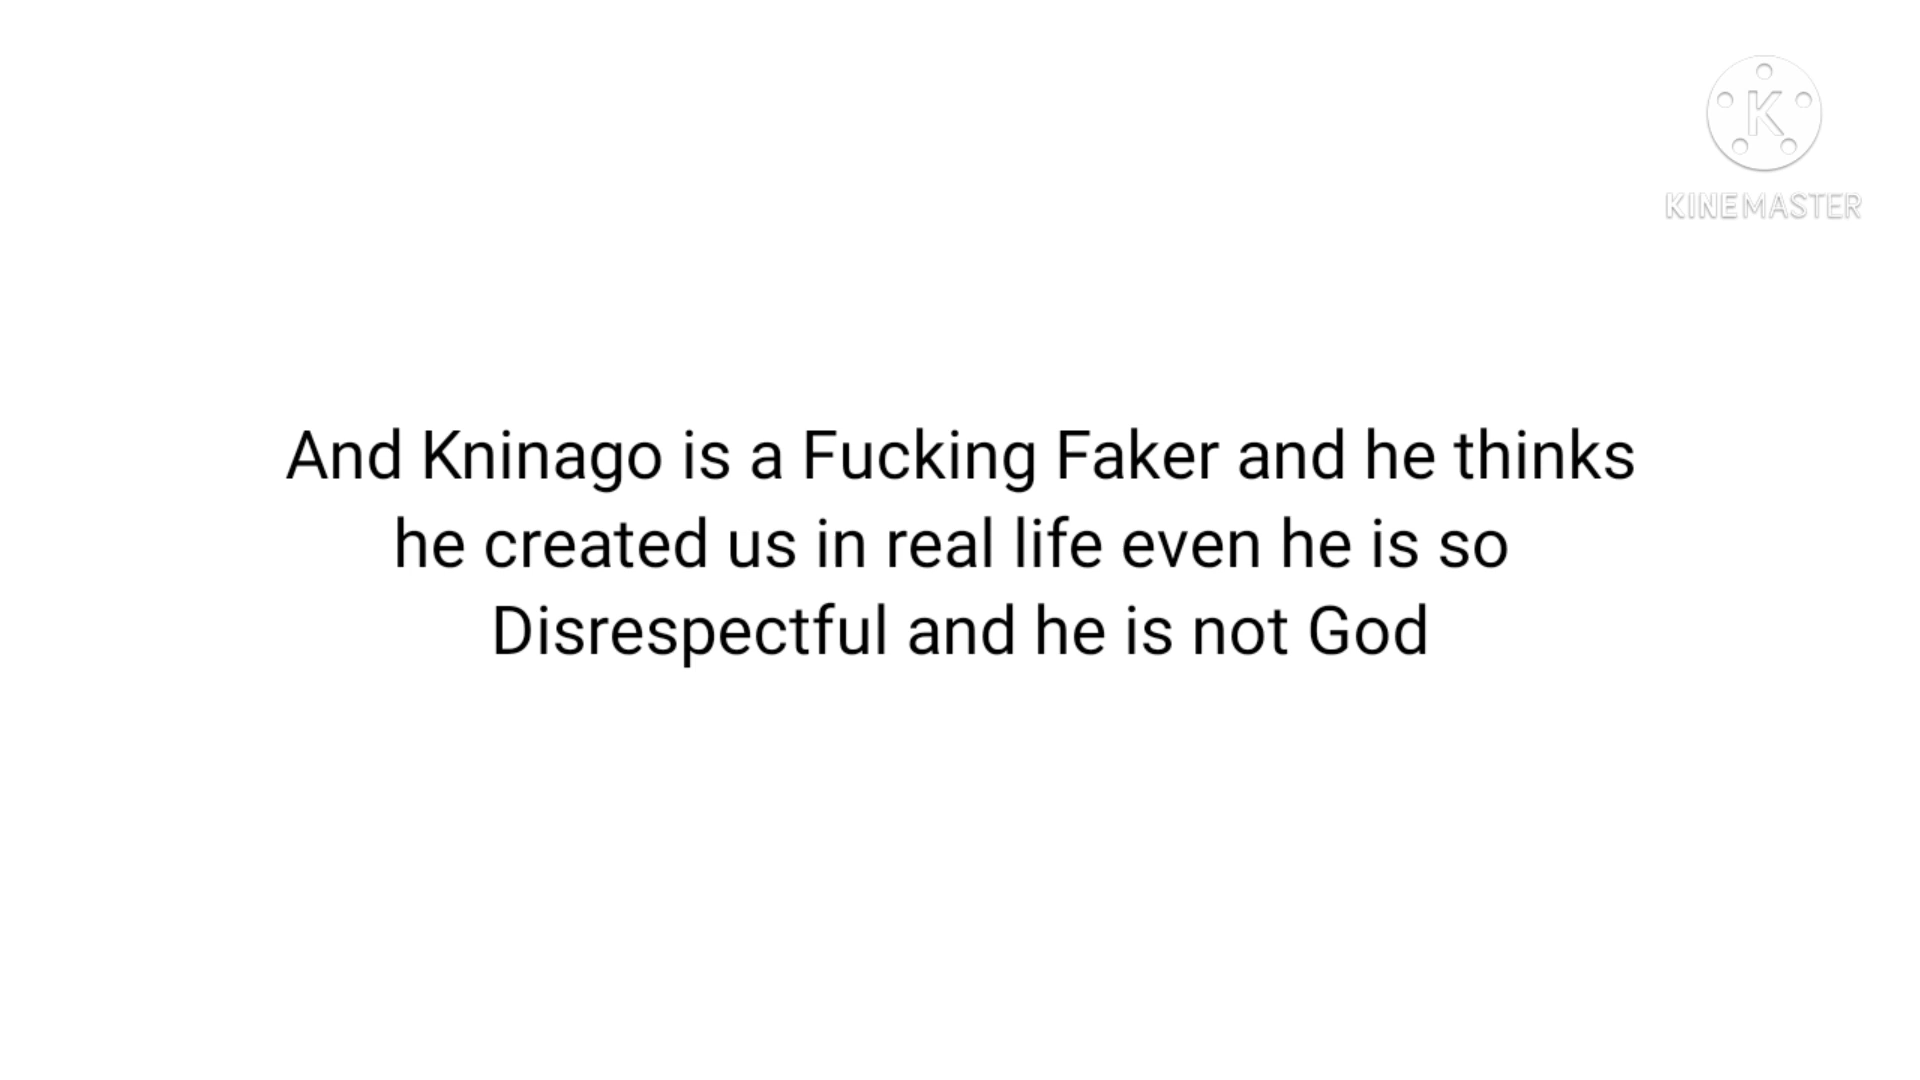 K
KINEMASTER
And Kninago is a Fucking Faker and he thinks
he created us in real life even he is so
Disrespectful and he is not God